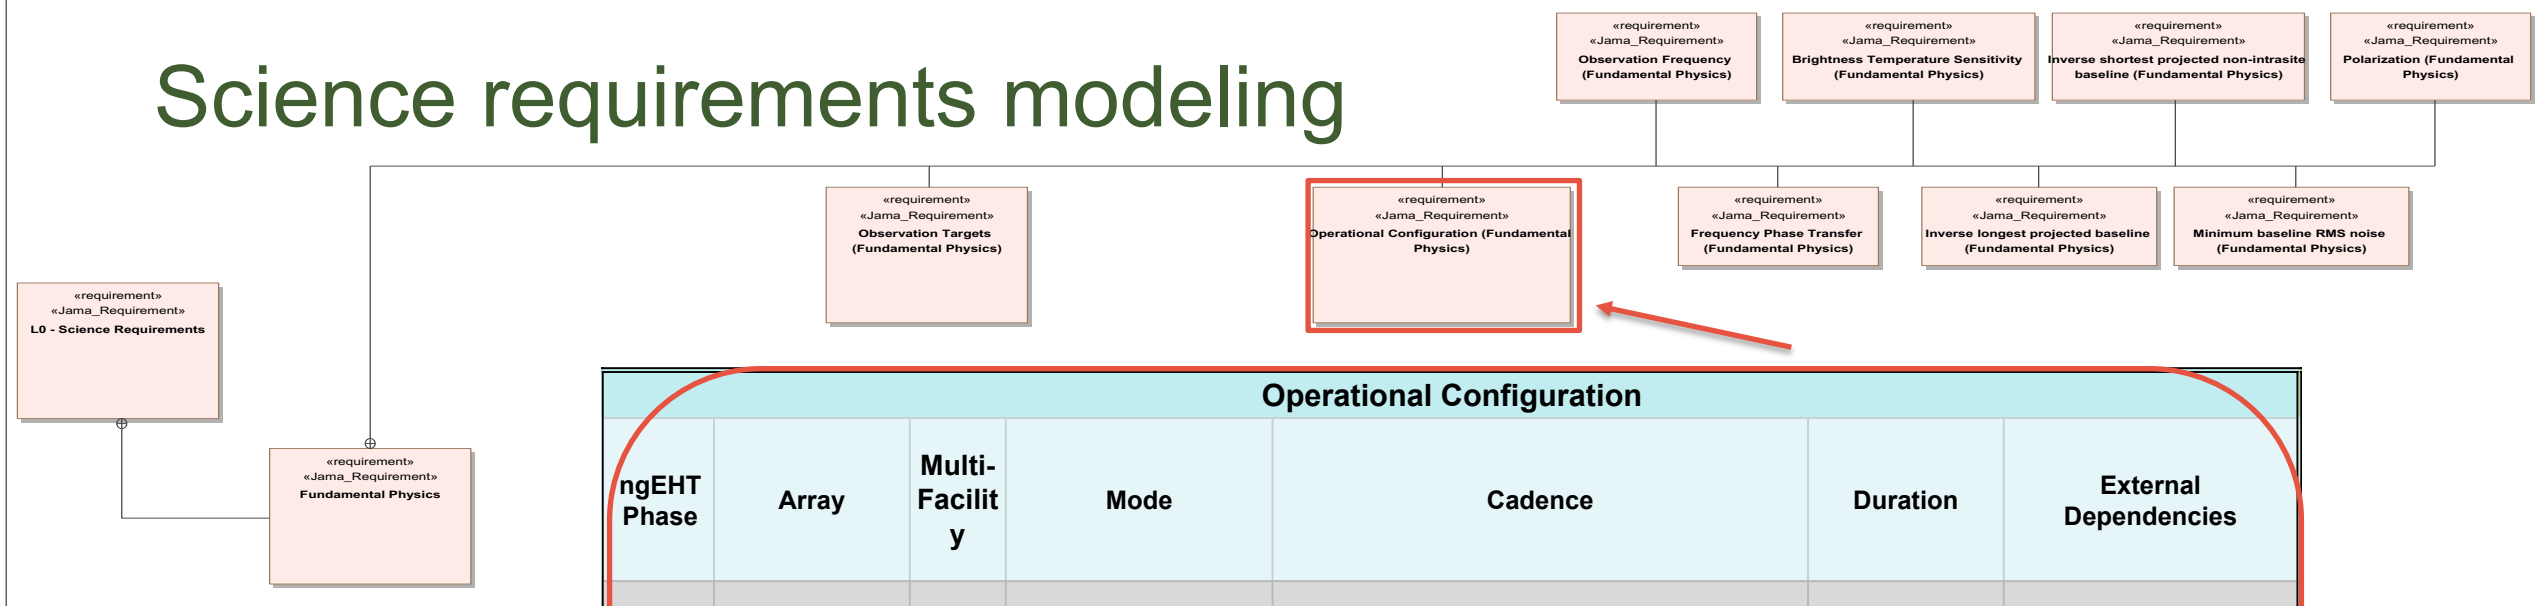 Science requirements modeling
«requirement»
«Jama_Requirement»
Observation Frequency
(Fundamental Physics)
«requirement»
«Jama_Requirement»
Brightness Temperature Sensitivity
(Fundamental Physics)
«requirement»
«Jama_Requirement»
Inverse shortest projected non-intrasite
baseline (Fundamental Physics)
«requirement»
«Jama_Requirement»
Polarization (Fundamental
Physics)
«requirement»
«Jama_Requirement»
Observation Targets
(Fundamental Physics)
«requirement»
«Jama_Requirement»
Operational Configuration (Fundamental
Physics)
«requirement»
«Jama_Requirement»
Frequency Phase Transfer
(Fundamental Physics)
«requirement»
«Jama_Requirement»
Inverse longest projected baseline
(Fundamental Physics)
«requirement»
«Jama_Requirement»
Minimum baseline RMS noise
(Fundamental Physics)
«requirement»
«Jama_Requirement»
L0 - Science Requirements
«requirement»
«Jama_Requirement»
Fundamental Physics
Operational Configuration
ngEHT
Phase
Array
Multi-
Facilit
y
Mode
Cadence
Duration
External
Dependencies